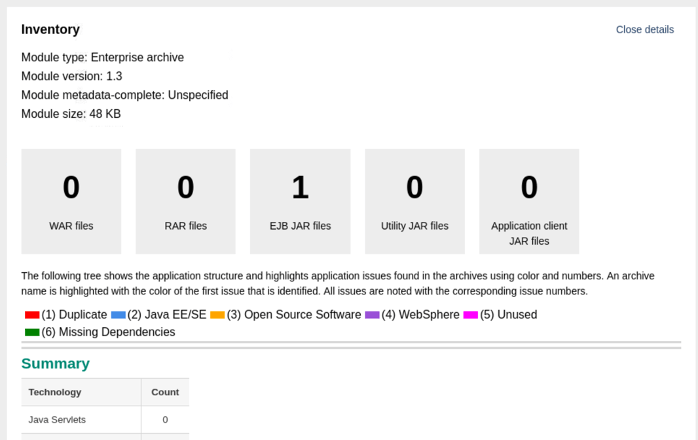 Inventory
Close details
Module type: Enterprise archive
Module version: 1.3
Module metadata-complete: Unspecified
Module size: 48 KB
0
0
1
0
0
WAR files
RAR files
EJB JAR files
Utility JAR files
Application client
JAR files
The following tree shows the application structure and highlights application issues found in the archives using color and numbers. An archive
name is highlighted with the color of the first issue that is identified. All issues are noted with the corresponding issue numbers.
(1) Duplicate (2) Java EE/SE (3) Open Source Software (4) WebSphere (5) Unused
(6) Missing Dependencies
Summary
Technology Count
Java Servlets 0